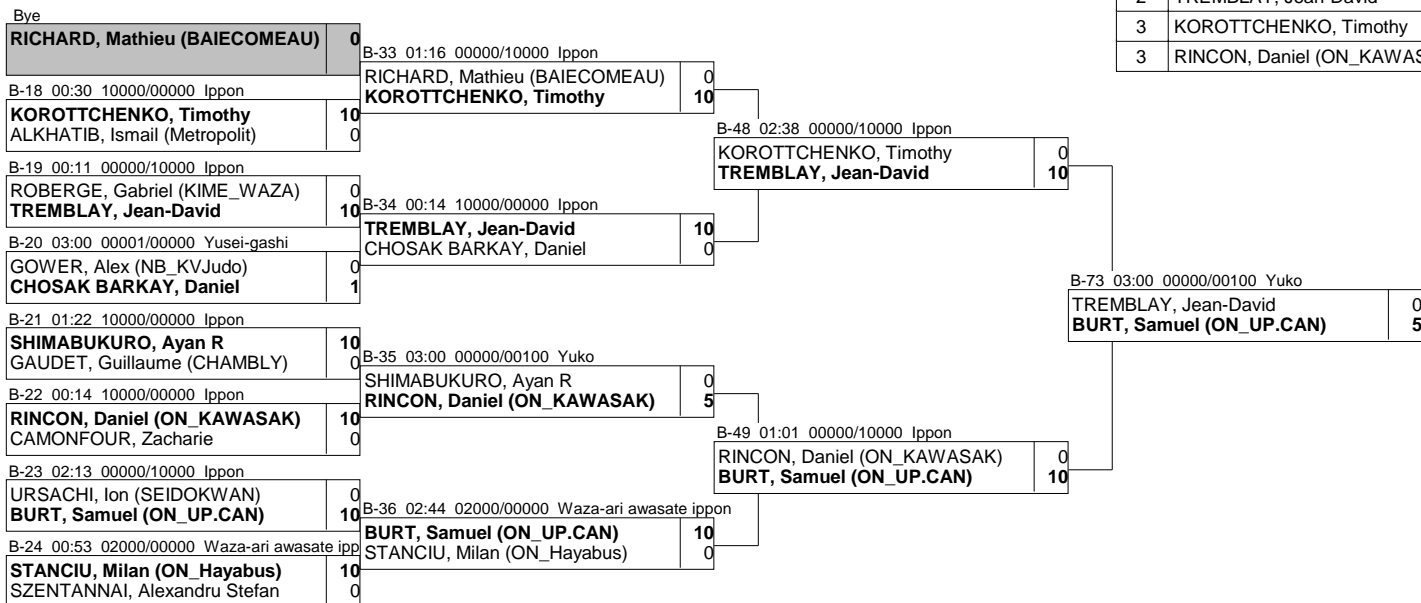 Bye
RICHARD, Mathieu (BAIECOMEAU) 0
B-18 00:30 10000/00000 Ippon
KOROTTCHENKO, Timothy 10
ALKHATIB, Ismail (Metropolit) 0
B-19 00:11 00000/10000 Ippon
ROBERGE, Gabriel (KIME_WAZA) 0
TREMBLAY, Jean-David 10
B-20 03:00 00001/00000 Yusei-gashi
GOWER, Alex (NB_KVJudo) 0
CHOSAK BARKAY, Daniel 1
B-21 01:22 10000/00000 Ippon
SHIMABUKURO, Ayan R 10
GAUDET, Guillaume (CHAMBLY) 0
B-22 00:14 10000/00000 Ippon
RINCON, Daniel (ON_KAWASAK) 10
CAMONFOUR, Zacharie 0
B-23 02:13 00000/10000 Ippon
URSACHI, Ion (SEIDOKWAN) 0
BURT, Samuel (ON_UP.CAN) 10
B-24 00:53 02000/00000 Waza-ari awasate ipp
STANCIU, Milan (ON_Hayabus) 10
SZENTANNAI, Alexandru Stefan 0
B-33 01:16 00000/10000 Ippon
RICHARD, Mathieu (BAIECOMEAU) 0
KOROTTCHENKO, Timothy 10
B-34 00:14 10000/00000 Ippon
TREMBLAY, Jean-David 10
CHOSAK BARKAY, Daniel 0
B-35 03:00 00000/00100 Yuko
SHIMABUKURO, Ayan R 0
RINCON, Daniel (ON_KAWASAK) 5
B-36 02:44 02000/00000 Waza-ari awasate ippon
BURT, Samuel (ON_UP.CAN) 10
STANCIU, Milan (ON_Hayabus) 0
B-48 02:38 00000/10000 Ippon
KOROTTCHENKO, Timothy 0
TREMBLAY, Jean-David 10
B-49 01:01 00000/10000 Ippon
RINCON, Daniel (ON_KAWASAK) 0
BURT, Samuel (ON_UP.CAN) 10
B-73 03:00 00000/00100 Yuko
TREMBLAY, Jean-David 0
BURT, Samuel (ON_UP.CAN) 5
2 TREMBLAY, Jean-David
3 KOROTTCHENKO, Timothy
3 RINCON, Daniel (ON_KAWAS